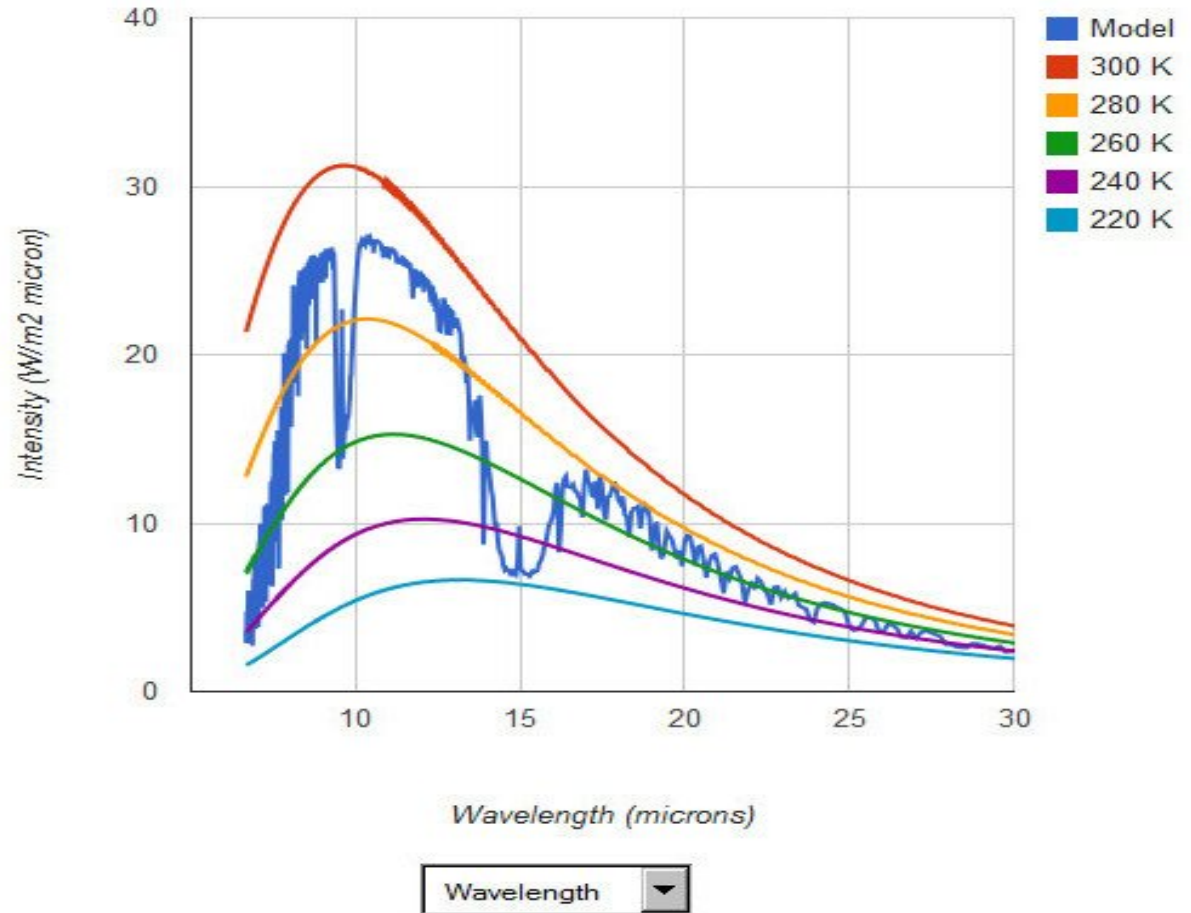 40
30
20
10
0
Intensity (W/m2 micron)
10 15 20 25 30
Wavelength (microns)
Model
300 K
280 K
260 K
240 K
220 K
Wavelength